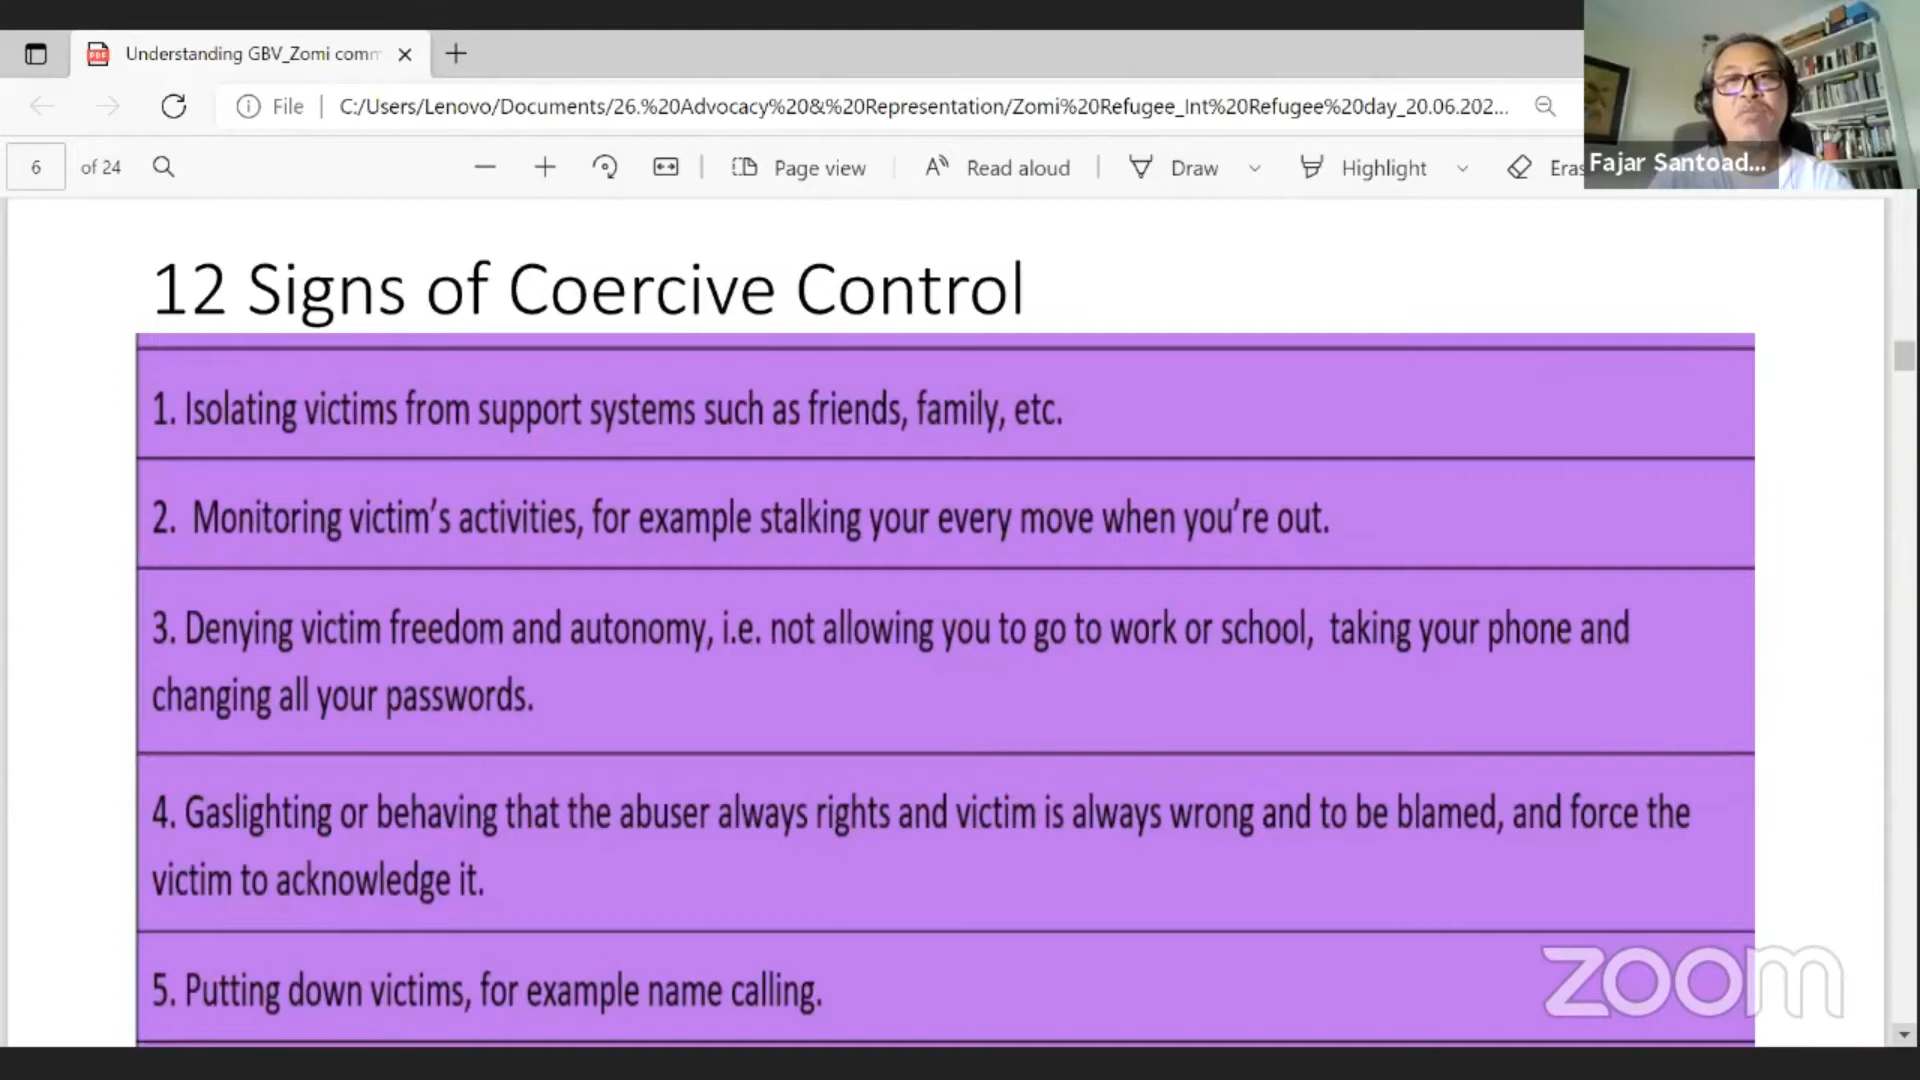 Understanding GBV_Zomi comm
File C:/Users/Lenovo/Documents/26.%20Advocacy%20&%20Representation/Zomi%20Refugee_Int%20Refugee%20day_20.06.202...
6 of 24 Page view Read aloud Draw Highlight Eras
Fajar Santoad...
12 Signs of Coercive Control
1. Isolating victims from support systems such as friends, family, etc.
2. Monitoring victim's activities, for example stalking your every move when you're out.
3. Denying victim freedom and autonomy, i.e. not allowing you to go to work or school, taking your phone and
changing all your passwords.
4. Gaslighting or behaving that the abuser always rights and victim is always wrong and to be blamed, and force the
victim to acknowledge it.
5. Putting down victims, for example name calling.
zoom